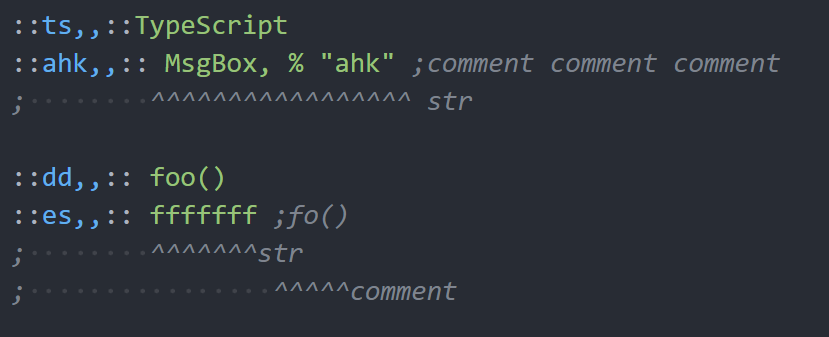 ::ts,,::TypeScript
::ahk,,:: MsgBox, % "ahk" ;comment comment comment
;········^^^^^^^^^^^^^^^^^ str
::dd,,:: foo()
::es,,:: fffffff ;fo()
;········^^^^^^^str
;················^^^^^comment